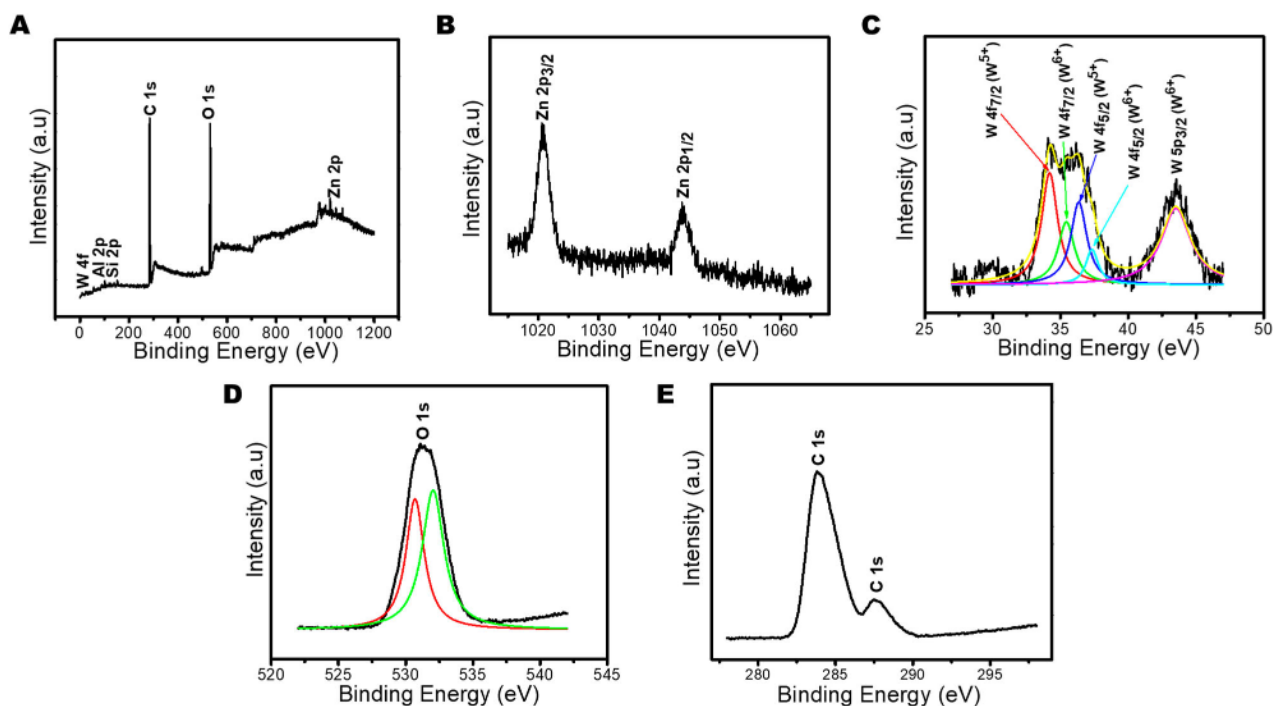 A
Intensity (a.u)
W 4f
Al 2p
Si 2p
C 1s
O 1s
Zn 2p
0 200 400 600 800 1000 1200
Binding Energy (eV)
B
Intensity (a.u)
Zn 2p3/2
Zn 2p1/2
1020 1030 1040 1050 1060
Binding Energy (eV)
C
Intensity (a.u)
W 4f7/2 (W5+)
W 4f7/2 (W6+)
W 4f5/2 (W5+)
W 4f5/2 (W6+)
W 5p3/2 (W6+)
25 30 35 40 45 50
Binding Energy (eV)
D
Intensity (a.u)
O 1s
520 525 530 535 540 545
Binding Energy (eV)
E
Intensity (a.u)
C 1s
C 1s
280 285 290 295
Binding Energy (eV)